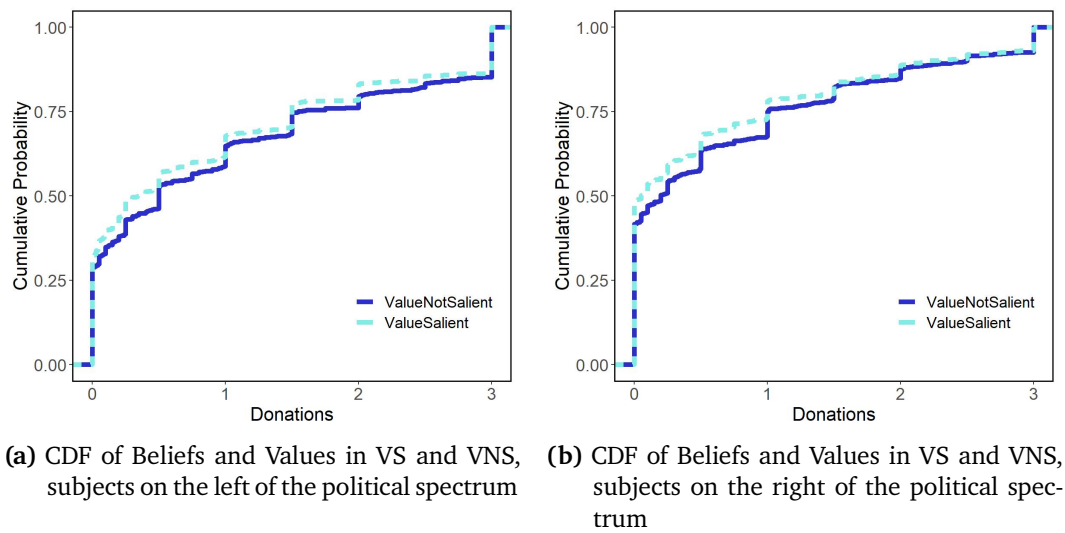 1.00
0.75
0.50
0.25
0.00
Cumulative Probability
ValueNotSalient
ValueSalient
0 1 2 3
Donations
1.00
0.75
0.50
0.25
0.00
Cumulative Probability
ValueNotSalient
ValueSalient
0 1 2 3
Donations
(a) CDF of Beliefs and Values in VS and VNS,
subjects on the left of the political spectrum
(b) CDF of Beliefs and Values in VS and VNS,
subjects on the right of the political spec-
trum